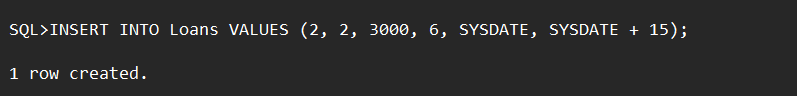 SQL>INSERT INTO Loans VALUES (2, 2, 3000, 6, SYSDATE, SYSDATE + 15);
1 row created.